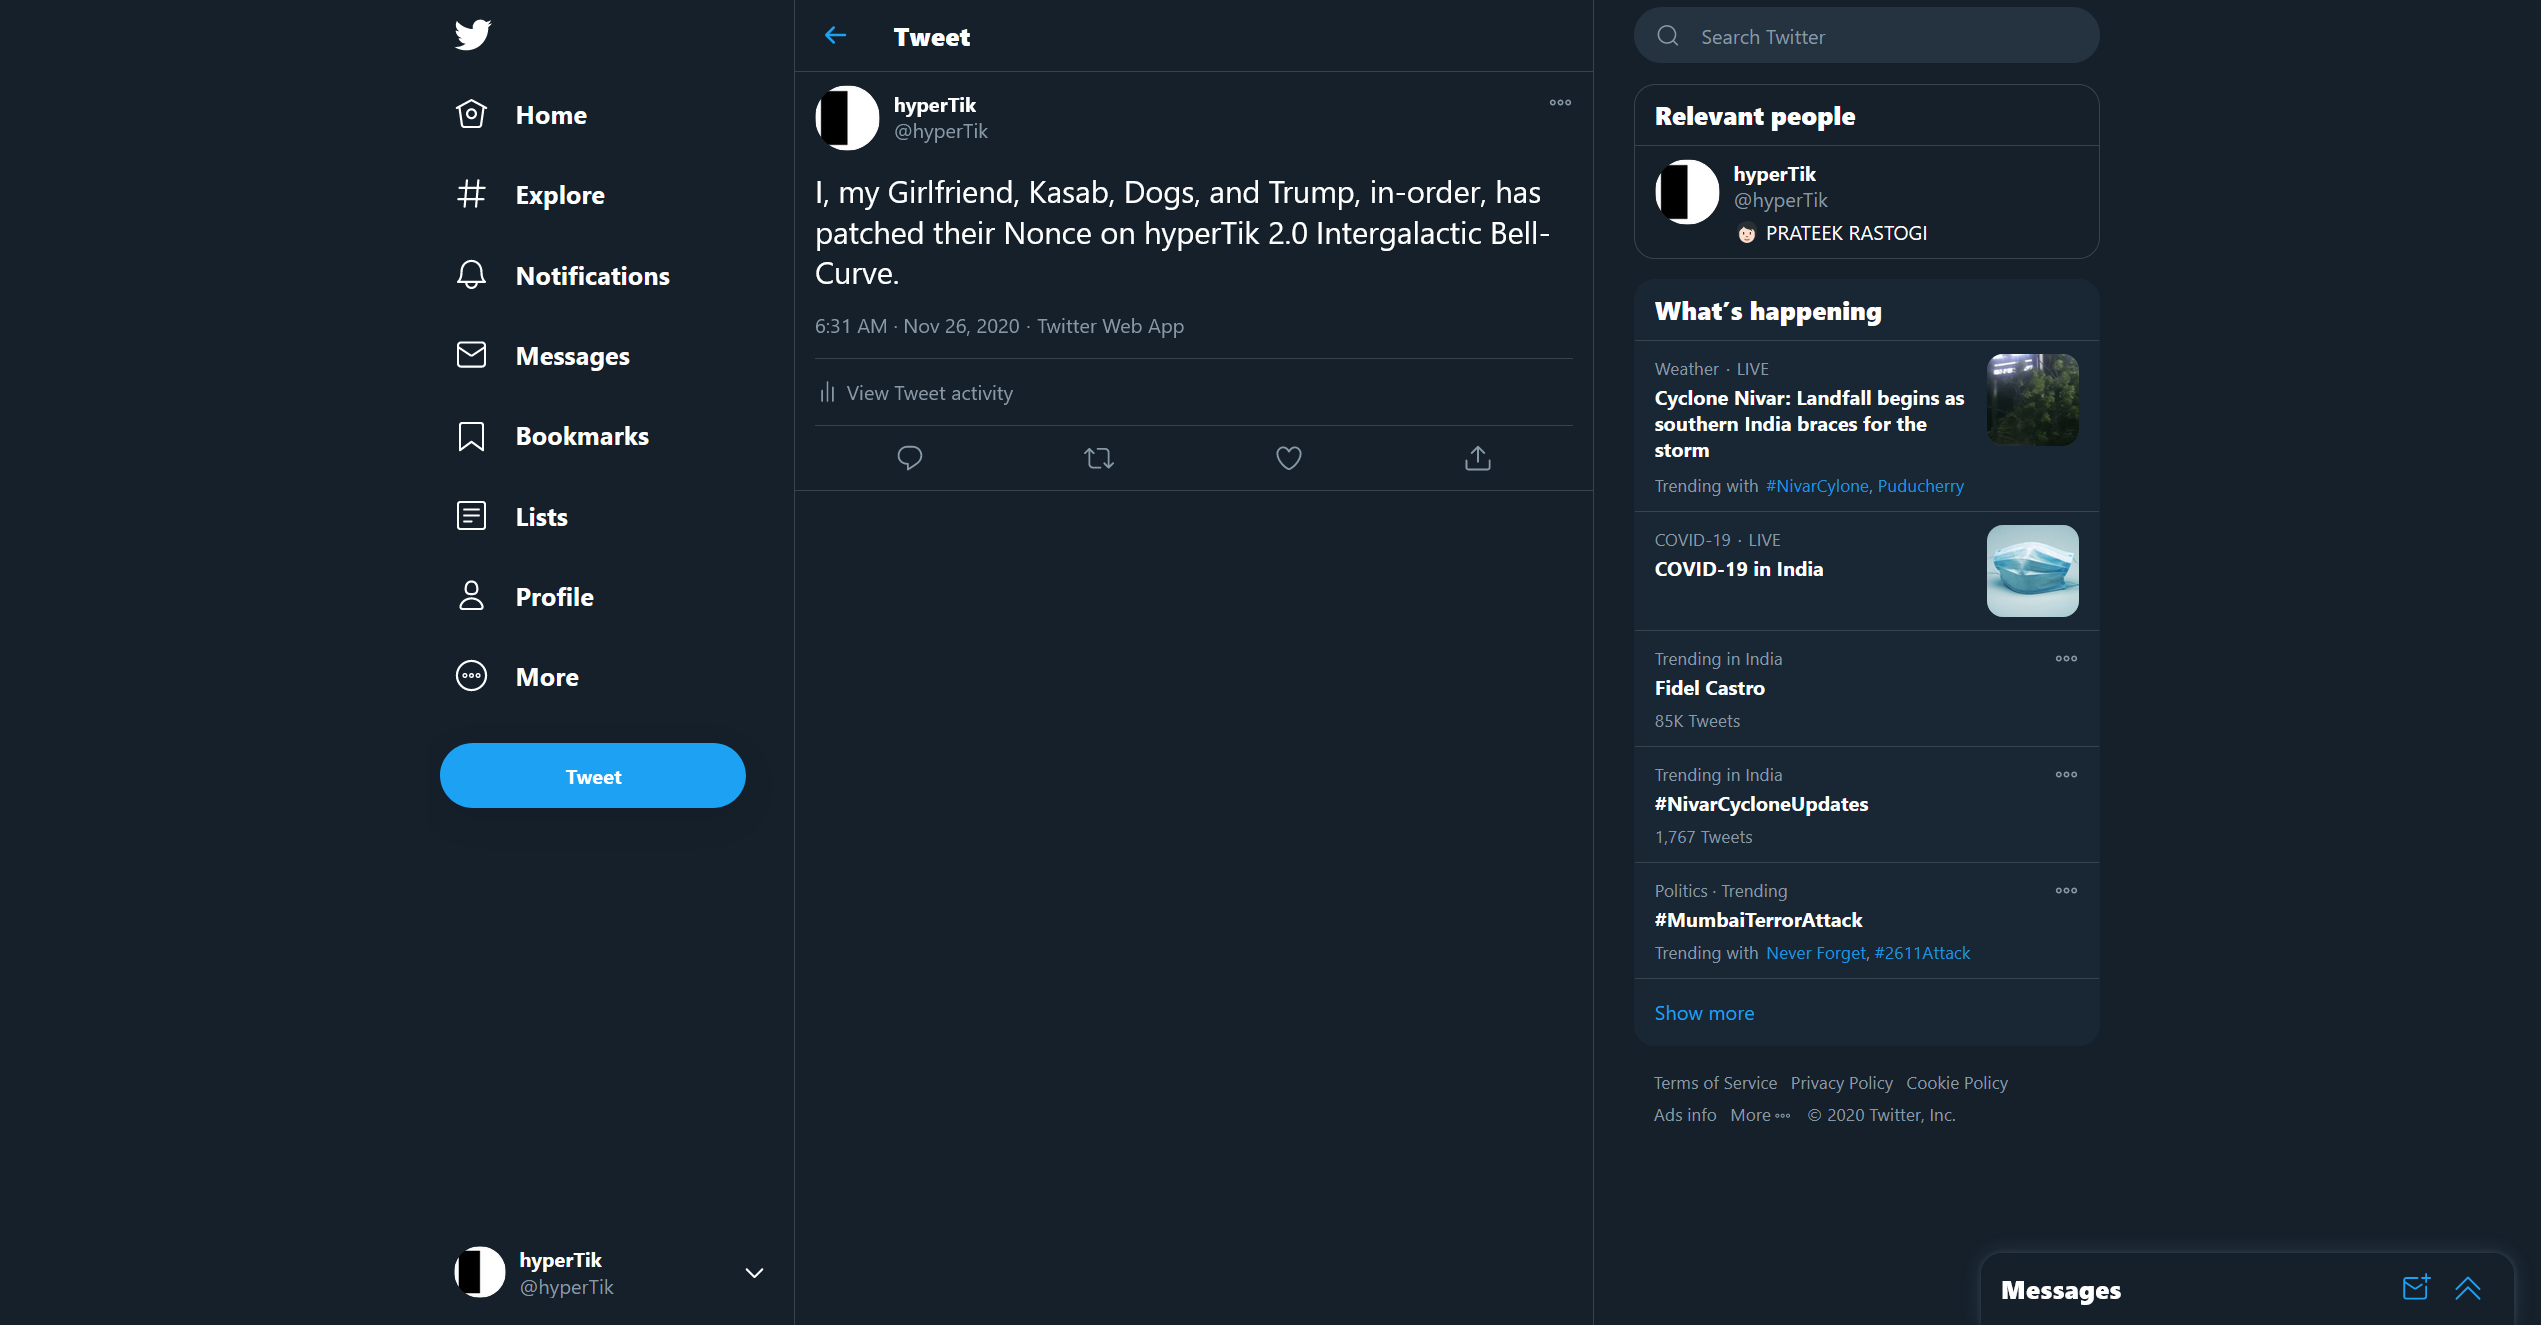 Home
Explore
Notifications
Messages
Bookmarks
Lists
Profile
More
Tweet
hyperTik
@hyperTik
Tweet
hyperTik
@hyperTik
I, my Girlfriend, Kasab, Dogs, and Trump, in-order, has
patched their Nonce on hyperTik 2.0 Intergalactic Bell-
Curve.
6:31 AM · Nov 26, 2020 · Twitter Web App
View Tweet activity
Search Twitter
Relevant people
hyperTik
@hyperTik
PRATEEK RASTOGI
What's happening
Weather · LIVE
Cyclone Nivar: Landfall begins as
southern India braces for the
storm
Trending with #NivarCylone, Puducherry
COVID-19 · LIVE
COVID-19 in India
Trending in India
Fidel Castro
85K Tweets
Trending in India
#NivarCycloneUpdates
1,767 Tweets
Politics · Trending
#MumbaiTerrorAttack
Trending with Never Forget, #2611Attack
Show more
Terms of Service Privacy Policy Cookie Policy
Ads info More © 2020 Twitter, Inc.
Messages